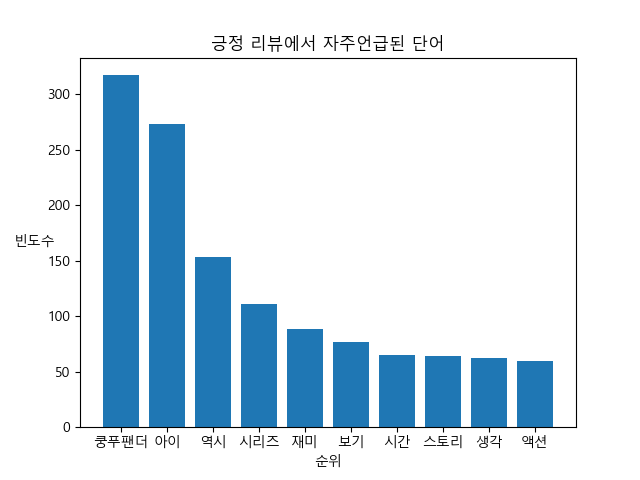 긍정 리뷰에서 자주언급된 단어
300
250
200
빈도수
150
100
50
0
쿵푸팬더 아이 역시 시리즈 재미 보기 시간 스토리 생각 액션
순위